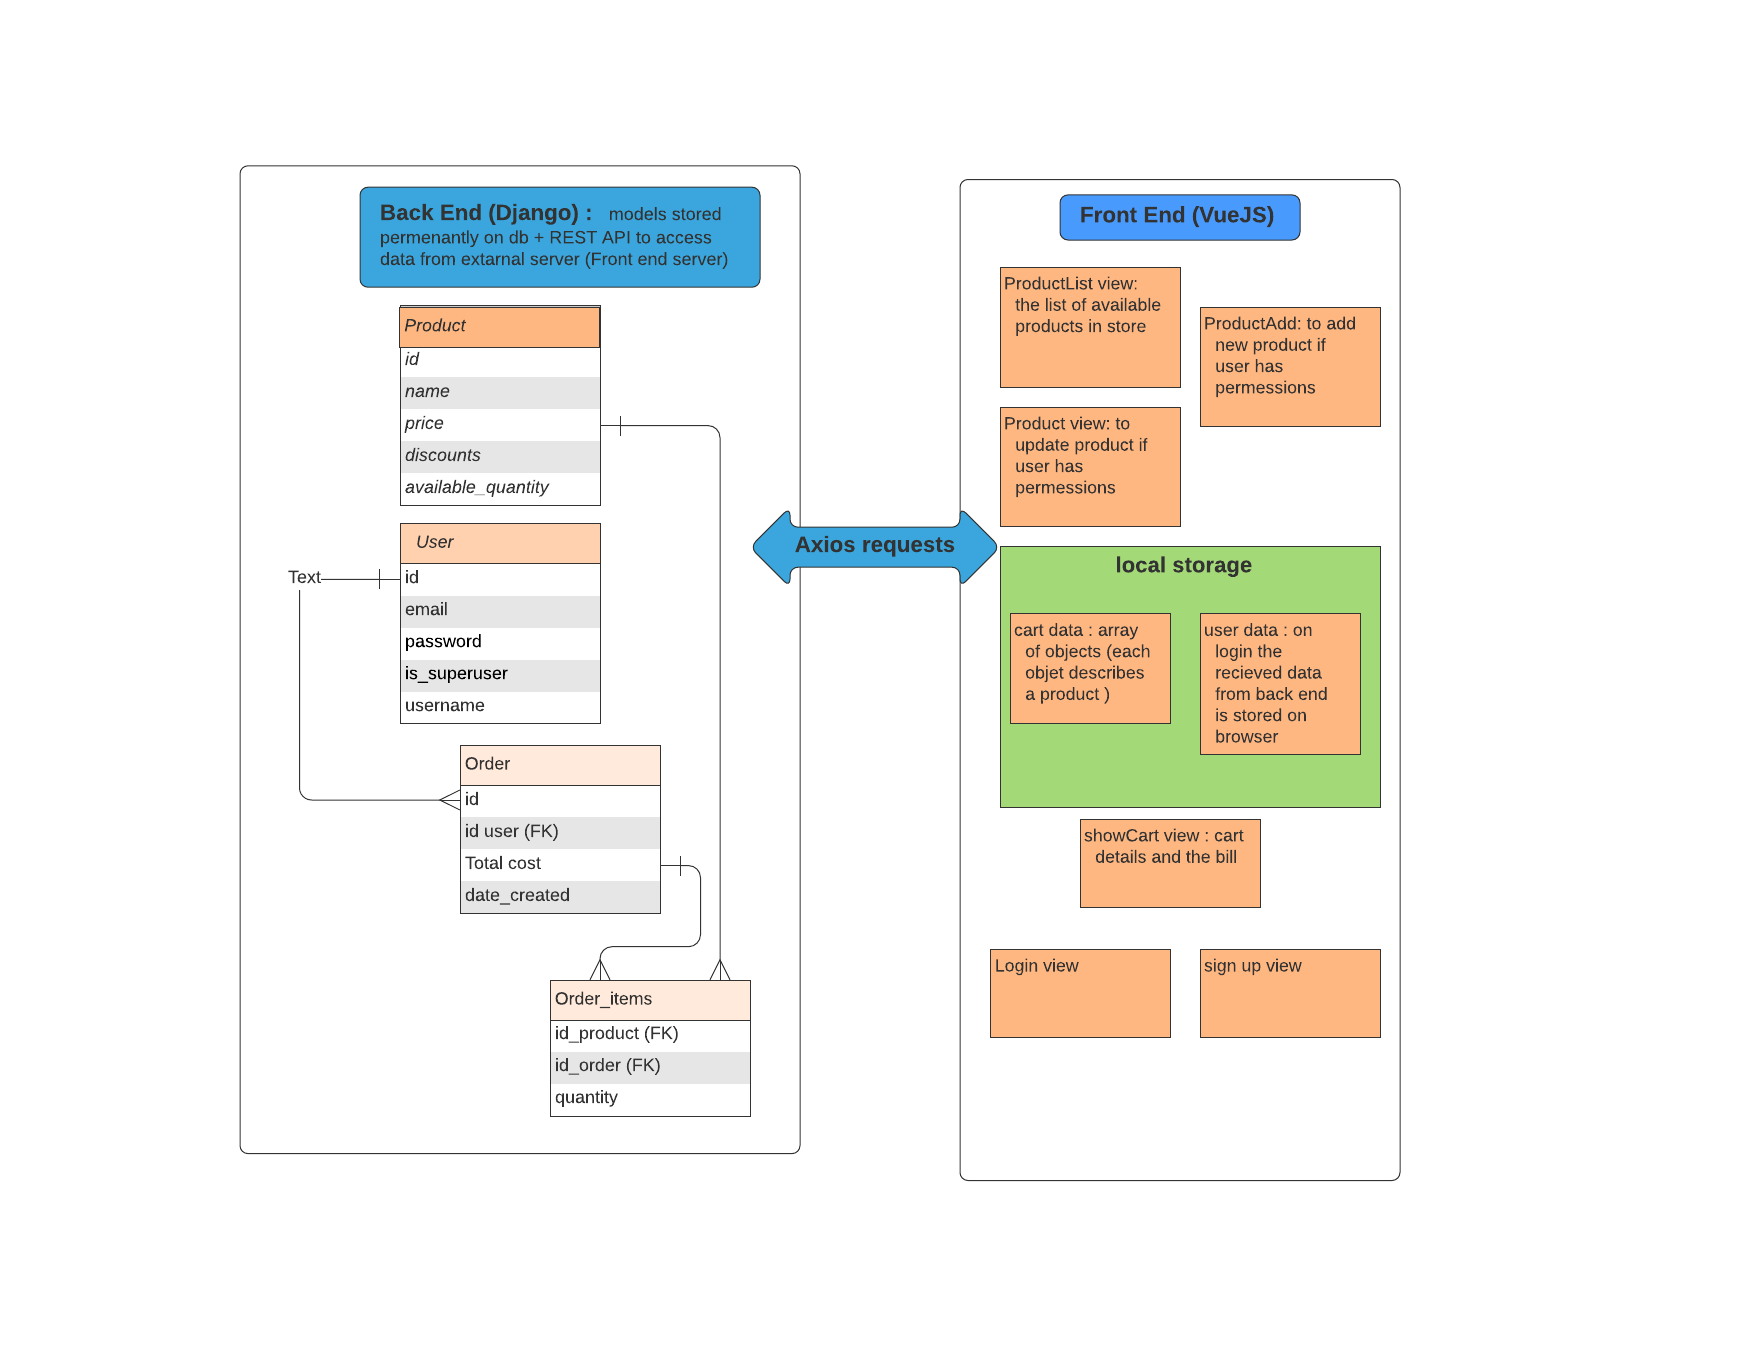 Back End (Django) : models stored
permenantly on db + REST API to access
data from extarnal server (Front end server)
Product
id
name
price
discounts
available_quantity
User
Text
id
email
password
is_superuser
username
Order
id
id user (FK)
Total cost
date_created
Order_items
id_product (FK)
id_order (FK)
quantity
Axios requests
Front End (VueJS)
ProductList view:
the list of available
products in store
ProductAdd: to add
new product if
user has
permessions
Product view: to
update product if
user has
permessions
local storage
cart data : array
of objects (each
objet describes
a product )
user data : on
login the
recieved data
from back end
is stored on
browser
showCart view : cart
details and the bill
Login view
sign up view